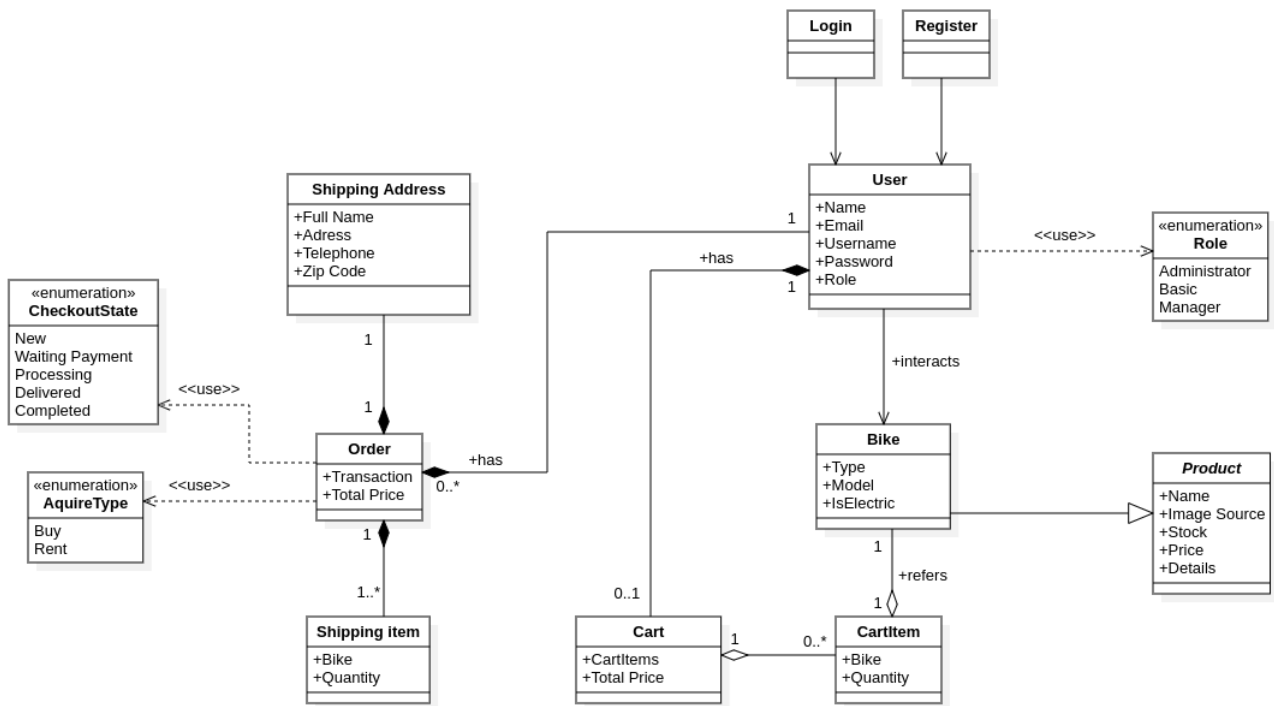 Login
Register
User
+Name
+Email
+Username
+Password
+Role
<<use>>
«enumeration»
Role
Administrator
Basic
Manager
Shipping Address
+Full Name
+Adress
+Telephone
+Zip Code
1
+has
1
«enumeration»
CheckoutState
New
Waiting Payment
Processing
Delivered
Completed
<<use>>
1
1
+interacts
Order
+Transaction
+Total Price
+has
0..*
«enumeration»
AquireType
Buy
Rent
<<use>>
Bike
+Type
+Model
+IsElectric
Product
+Name
+Image Source
+Stock
+Price
+Details
1
1..*
1
+refers
1
0..1
Shipping item
+Bike
+Quantity
Cart
+CartItems
+Total Price
1
0..*
CartItem
+Bike
+Quantity